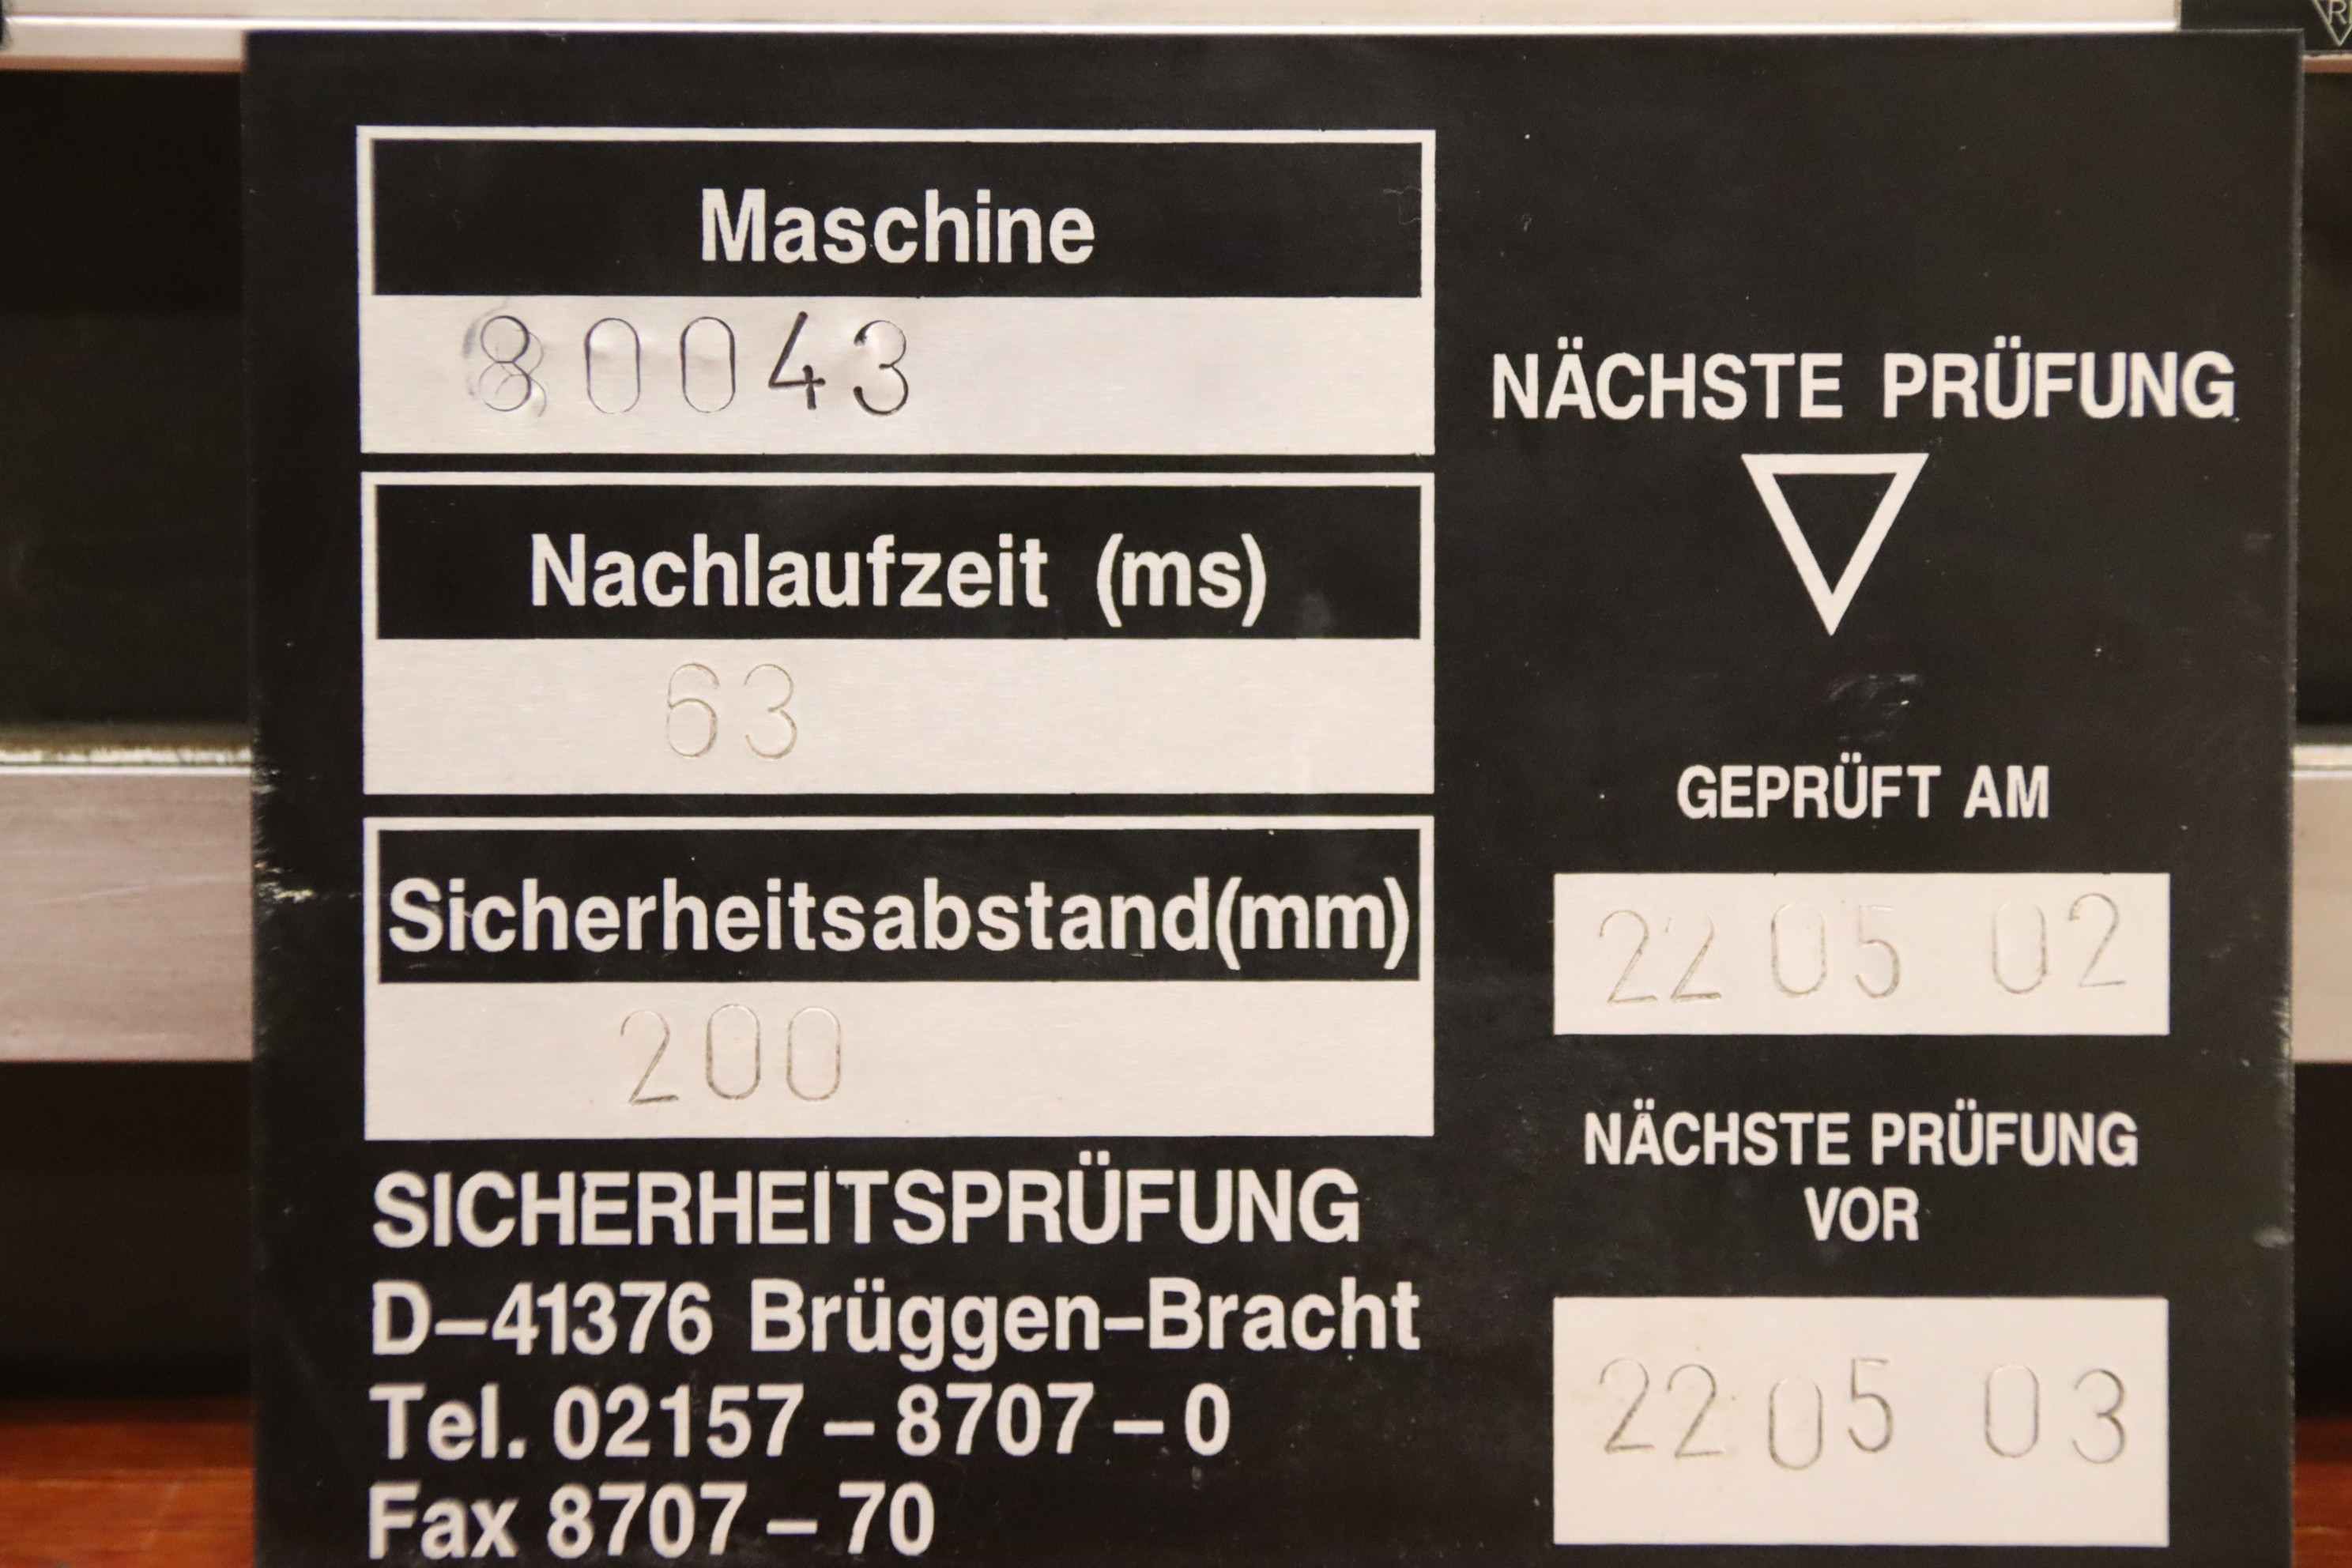 Maschine
80043
Nachlaufzeit (ms)
63
Sicherheitsabstand(mm)
200
SICHERHEITSPRÜFUNG
D–41376 Brüggen–Bracht
Tel. 02157 – 8707 – 0
Fax 8707 – 70
NÄCHSTE PRÜFUNG
GEPRÜFT AM
22 05 02
NÄCHSTE PRÜFUNG
VOR
22 05 03